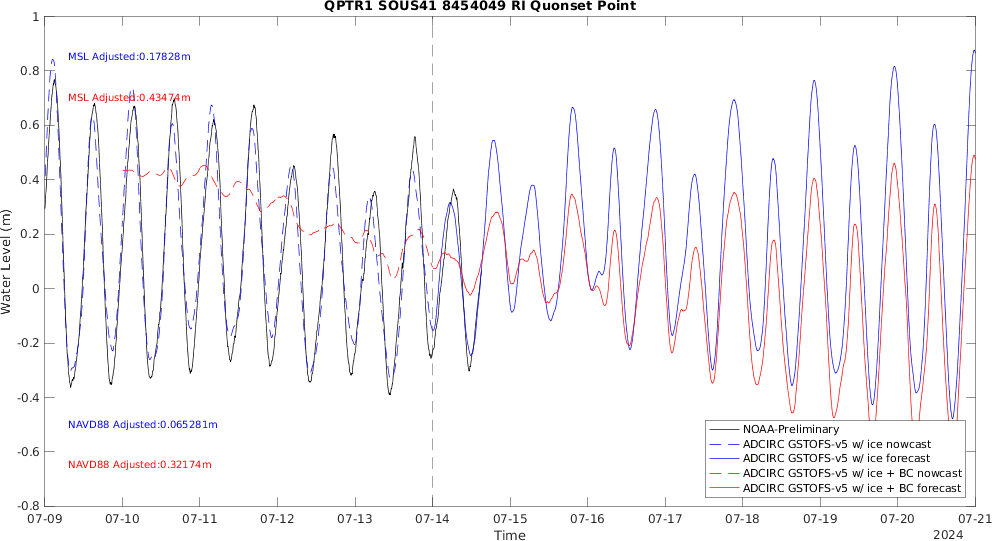 QPTR1 SOUS41 8454049 RI Quonset Point
MSL Adjusted:0.17828m
MSL Adjusted:0.43474m
NAVD88 Adjusted:0.065281m
NAVD88 Adjusted:0.32174m
Water Level (m)
1
0.8
0.6
0.4
0.2
0
-0.2
-0.4
-0.6
-0.8
NOAA-Preliminary
ADCIRC GSTOFS-v5 w/ ice nowcast
ADCIRC GSTOFS-v5 w/ ice forecast
ADCIRC GSTOFS-v5 w/ ice + BC nowcast
ADCIRC GSTOFS-v5 w/ ice + BC forecast
07-09 07-10 07-11 07-12 07-13 07-14 07-15 07-16 07-17 07-18 07-19 07-20 07-21
Time
2024